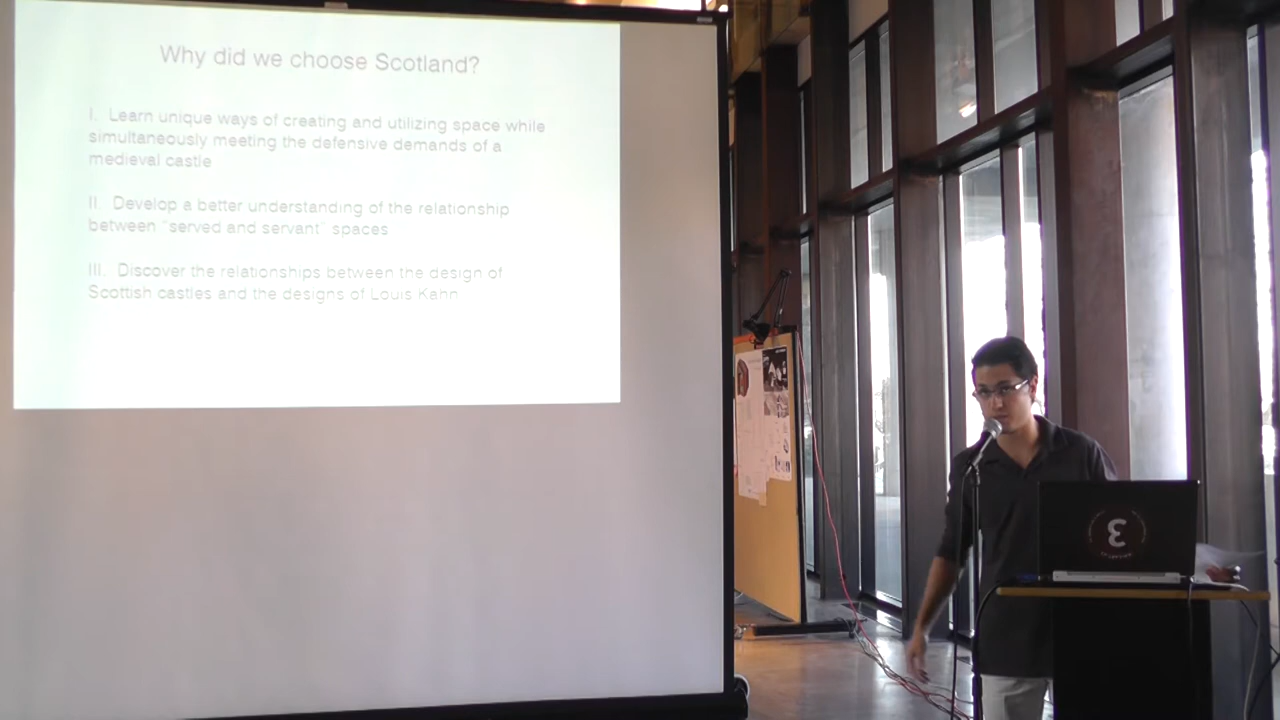 Why did we choose Scotland?
I. Learn unique ways of creating and utilizing space while
simultaneously meeting the defensive demands of a
medieval castle
II. Develop a better understanding of the relationship
between "served and servant" spaces
III. Discover the relationships between the design of
Scottish castles and the designs of Louis Kahn